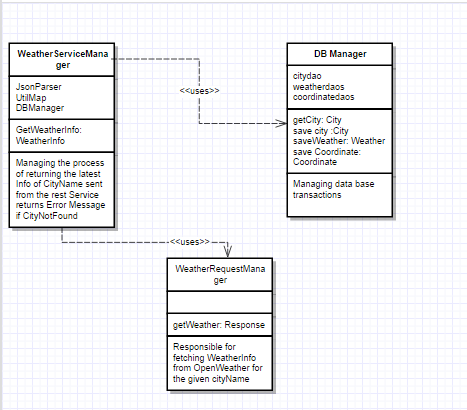 WeatherServiceMana
ger
JsonParser
UtilMap
DBManager
GetWeatherInfo:
WeatherInfo
Managing the process
of returning the latest
Info of CityName sent
from the rest Service
returns Error Message
if CityNotFound
<<uses>>
DB Manager
citydao
weatherdaos
coordinatedaos
getCity: City
save city :City
saveWeather: Weather
save Coordinate:
Coordinate
Managing data base
transactions
<<uses>>
WeatherRequestMana
ger
getWeather: Response
Responsible for
fetching WeatherInfo
from OpenWeather for
the given cityName